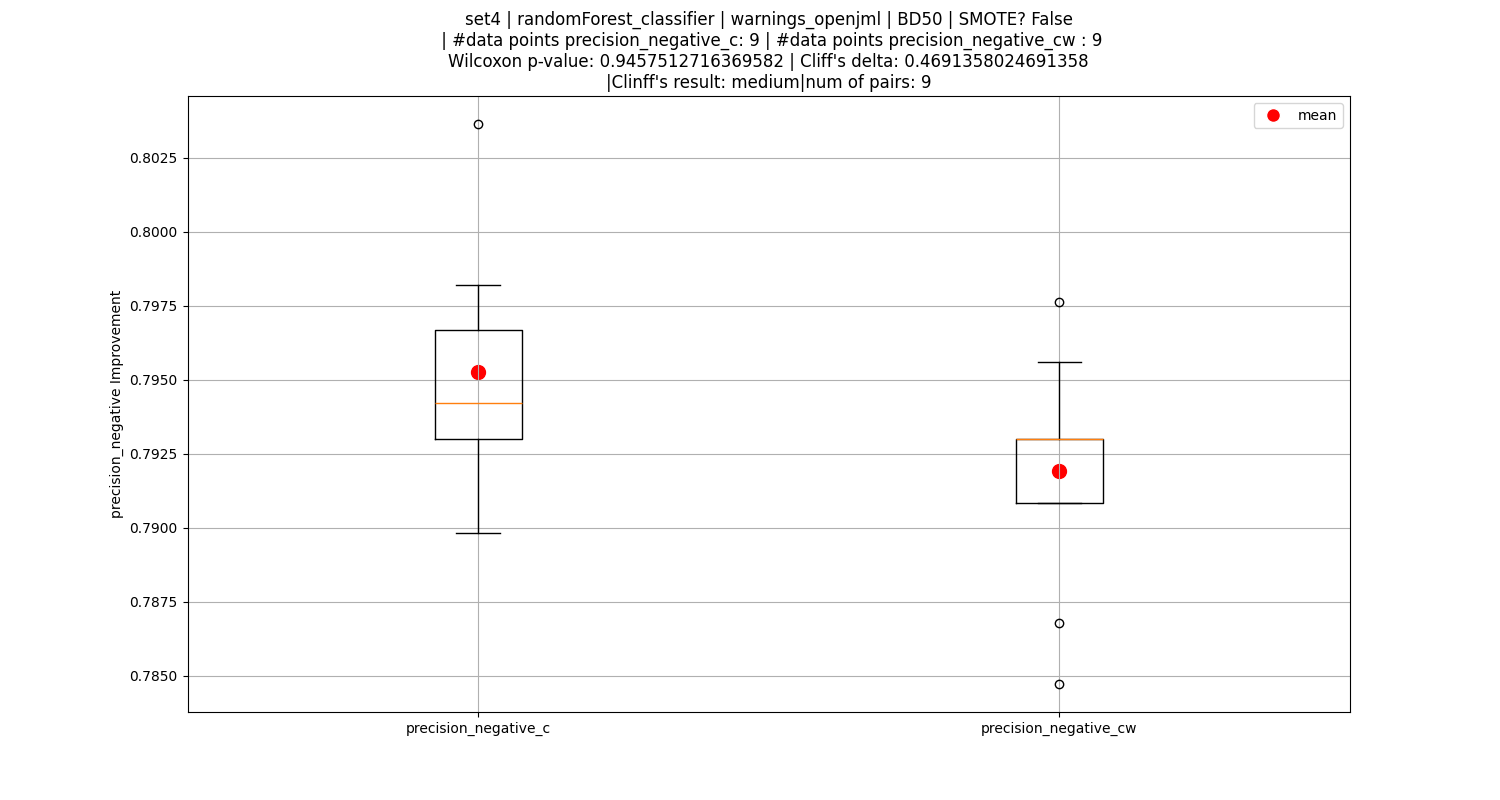 set4 | randomForest_classifier | warnings_openjml | BD50 | SMOTE? False
| #data points precision_negative_c: 9 | #data points precision_negative_cw : 9
Wilcoxon p-value: 0.9457512716369582 | Cliff's delta: 0.4691358024691358
|Clinff's result: medium|num of pairs: 9
mean
0.8025
0.8000
0.7975
0.7950
0.7925
0.7900
0.7875
0.7850
precision_negative Improvement
precision_negative_c
precision_negative_cw